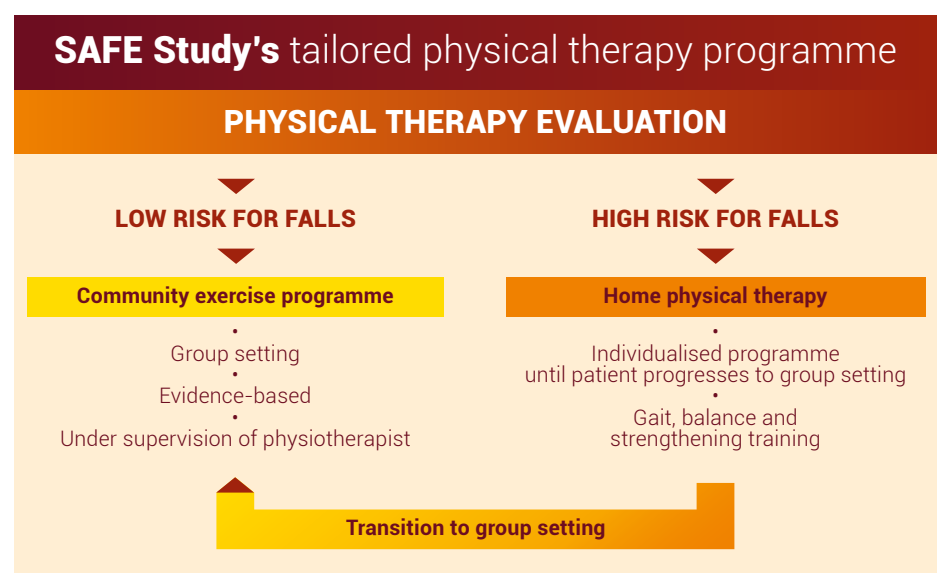 SAFE Study's tailored physical therapy programme
PHYSICAL THERAPY EVALUATION
LOW RISK FOR FALLS
Community exercise programme
•
Group setting
•
Evidence-based
•
Under supervision of physiotherapist
HIGH RISK FOR FALLS
Home physical therapy
•
Individualised programme
until patient progresses to group setting
•
Gait, balance and
strengthening training
Transition to group setting